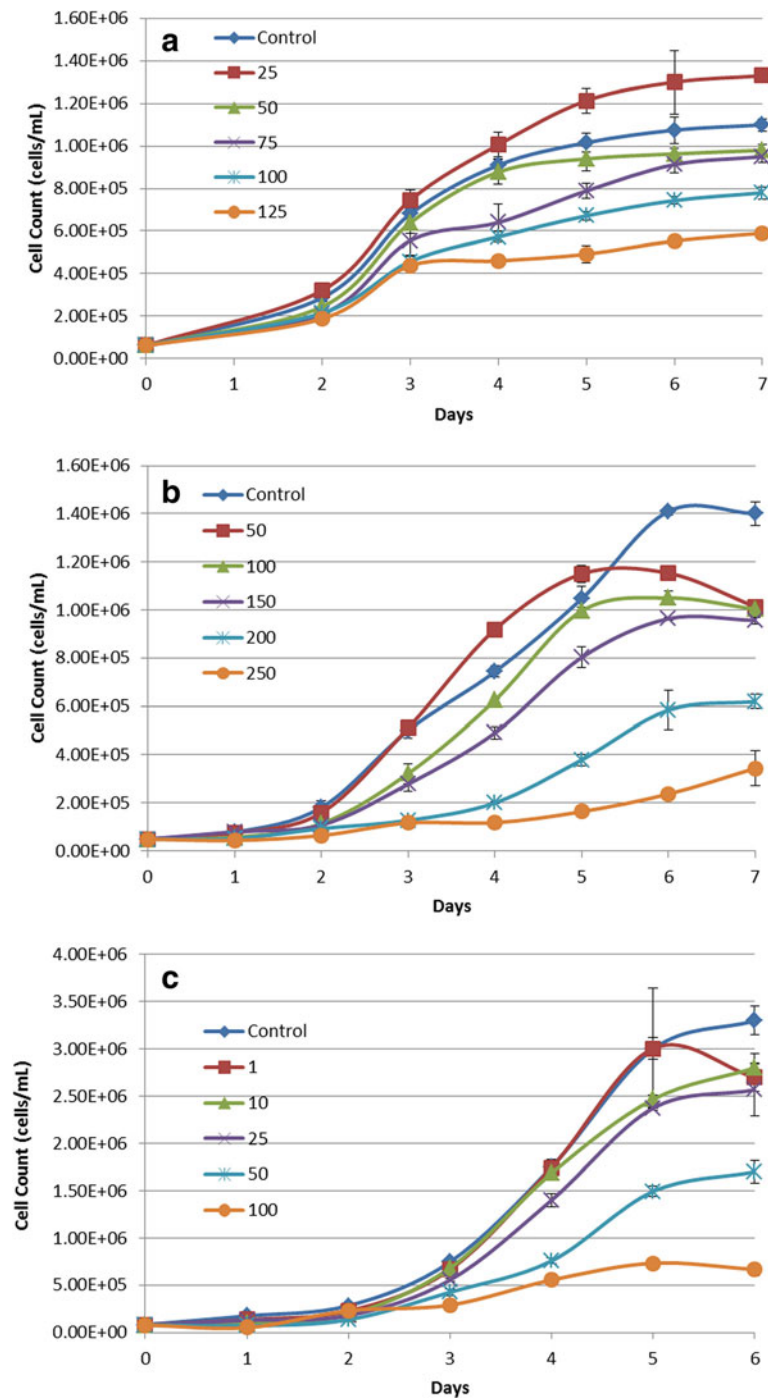 a
1.60E+06
1.40E+06
1.20E+06
1.00E+06
8.00E+05
6.00E+05
4.00E+05
2.00E+05
0.00E+00
Cell Count (cells/mL)
Control
25
50
75
100
125
0 1 2 3 4 5 6 7
Days
b
1.60E+06
1.40E+06
1.20E+06
1.00E+06
8.00E+05
6.00E+05
4.00E+05
2.00E+05
0.00E+00
Cell Count (cells/mL)
Control
50
100
150
200
250
0 1 2 3 4 5 6 7
Days
c
4.00E+06
3.50E+06
3.00E+06
2.50E+06
2.00E+06
1.50E+06
1.00E+06
5.00E+05
0.00E+00
Cell Count (cells/mL)
Control
1
10
25
50
100
0 1 2 3 4 5 6
Days